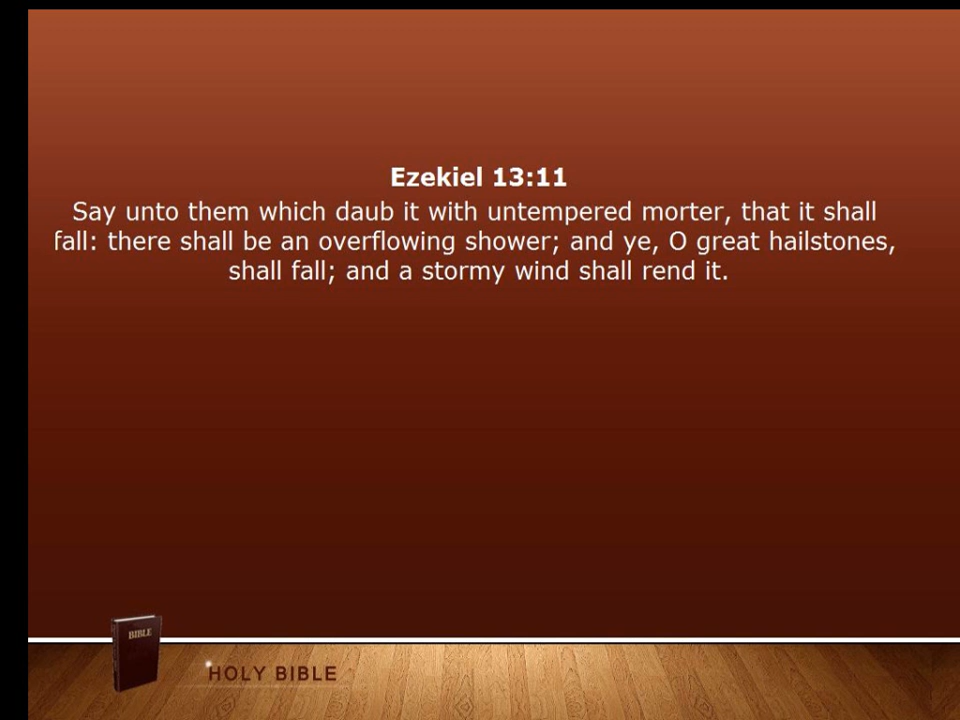 Ezekiel 13:11
Say unto them which daub it with untempered morter, that it shall
fall: there shall be an overflowing shower; and ye, O great hailstones,
shall fall; and a stormy wind shall rend it.
BIBLE
HOLY BIBLE